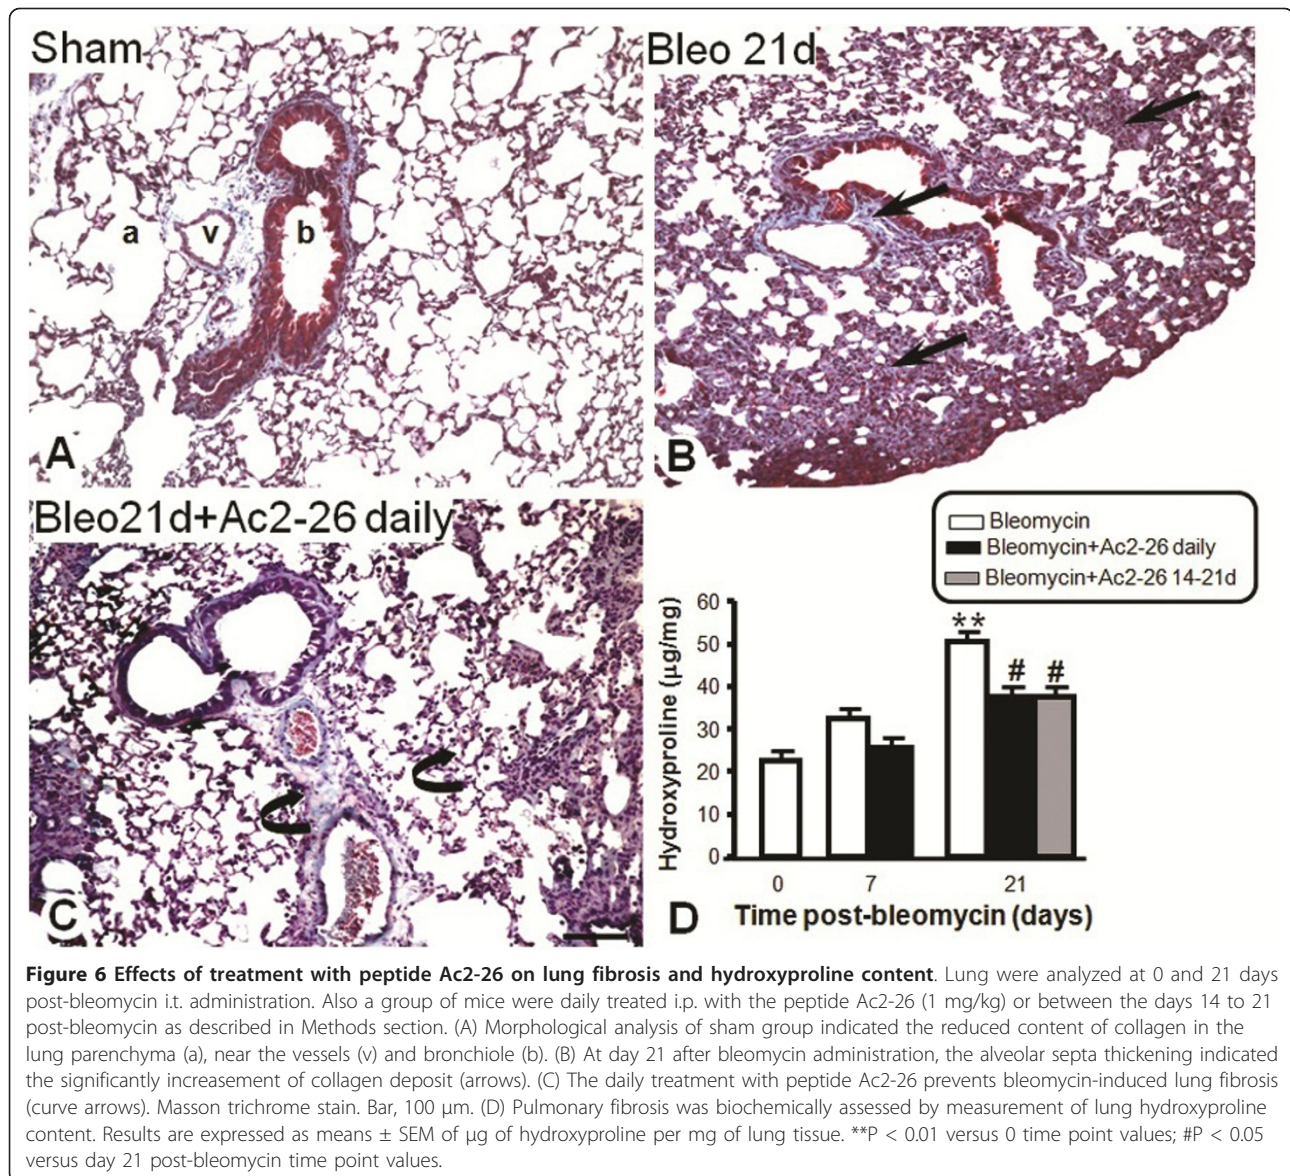 Sham
a
v
b
A
Bleo 21d
B
Bleo21d+Ac2-26 daily
C
Bleomycin
Bleomycin+Ac2-26 daily
Bleomycin+Ac2-26 14-21d
Hydroxyproline (µg/mg)
60
50
40
30
20
10
0
**
#
#
0
7
21
D
Time post-bleomycin (days)
Figure 6 Effects of treatment with peptide Ac2-26 on lung fibrosis and hydroxyproline content. Lung were analyzed at 0 and 21 days
post-bleomycin i.t. administration. Also a group of mice were daily treated i.p. with the peptide Ac2-26 (1 mg/kg) or between the days 14 to 21
post-bleomycin as described in Methods section. (A) Morphological analysis of sham group indicated the reduced content of collagen in the
lung parenchyma (a), near the vessels (v) and bronchiole (b). (B) At day 21 after bleomycin administration, the alveolar septa thickening indicated
the significantly increasement of collagen deposit (arrows). (C) The daily treatment with peptide Ac2-26 prevents bleomycin-induced lung fibrosis
(curve arrows). Masson trichrome stain. Bar, 100 µm. (D) Pulmonary fibrosis was biochemically assessed by measurement of lung hydroxyproline
content. Results are expressed as means ± SEM of µg of hydroxyproline per mg of lung tissue. **P < 0.01 versus 0 time point values; #P < 0.05
versus day 21 post-bleomycin time point values.